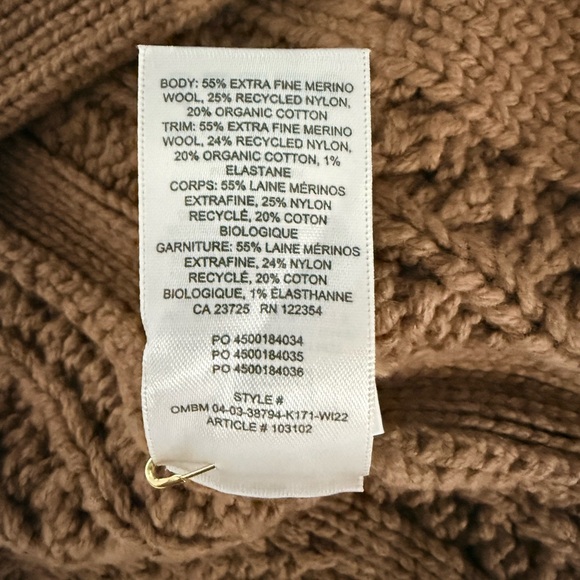 BODY: 55% EXTRA FINE MERINO
WOOL, 25% RECYCLED NYLON,
20% ORGANIC COTTON
TRIM: 55% EXTRA FINE MERINO
WOOL, 24% RECYCLED NYLON,
20% ORGANIC COTTON, 1%
ELASTANE
CORPS: 55% LAINE MÉRINOS
EXTRAFINE, 25% NYLON
RECYCLÉ, 20% COTON
BIOLOGIQUE
GARNITURE: 55% LAINE MÉRINOS
EXTRAFINE, 24% NYLON
RECYCLÉ, 20% COTON
BIOLOGIQUE, 1% ÉLASTHANNE
CA 23725 RN 122354
PO 4500184034
PO 4500184035
PO 4500184036
STYLE #
OMBM 04-03-38794-K171-WI22
ARTICLE # 103102